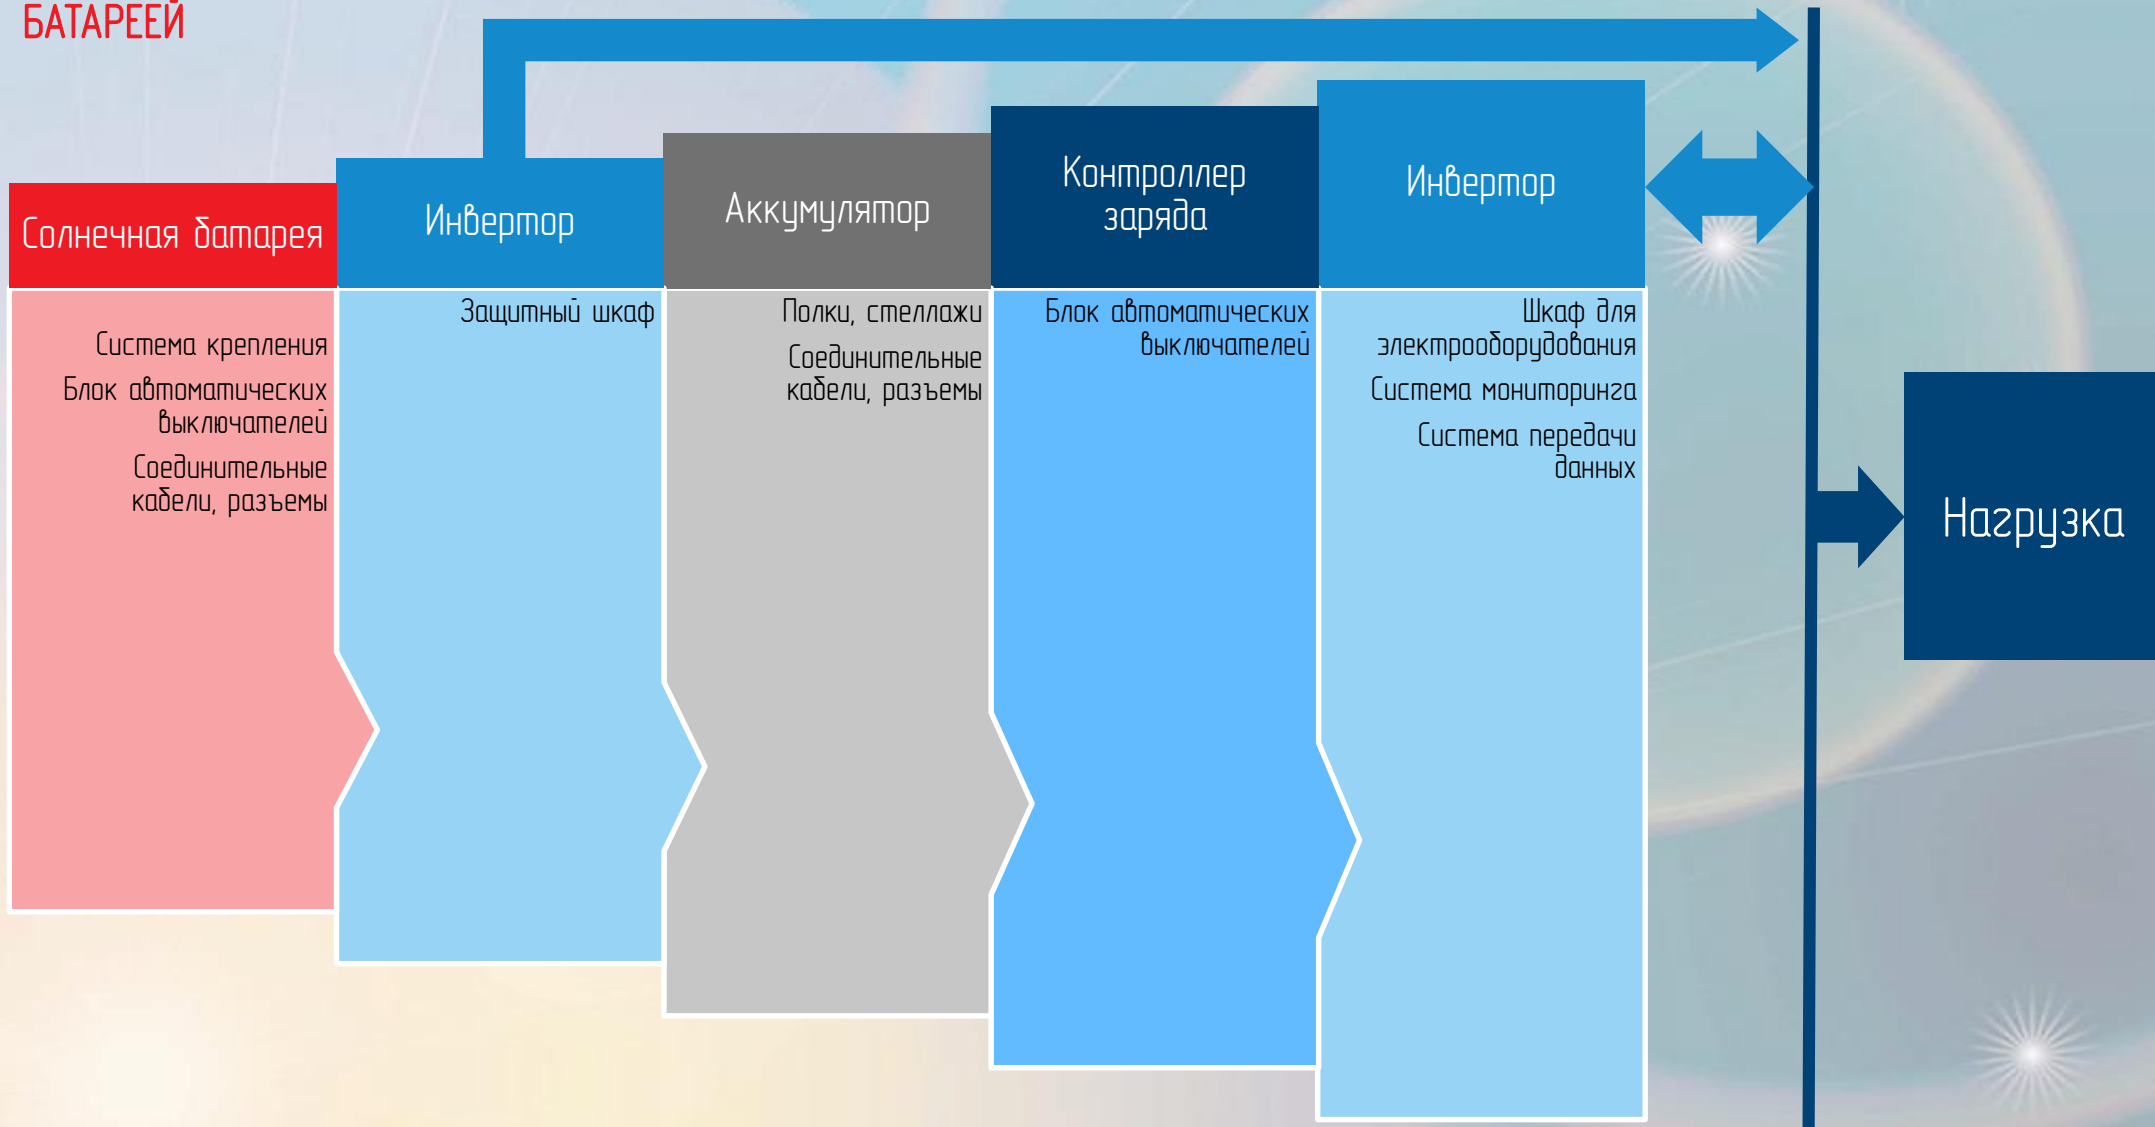 БАТАРЕЕЙ
Солнечная батарея
Система крепления
Блок автоматических
выключателей
Соединительные
кабели, разъемы
Инвертор
Защитный шкаф
Аккумулятор
Полки, стеллажи
Соединительные
кабели, разъемы
Контроллер
заряда
Блок автоматических
выключателей
Инвертор
Шкаф для
электрооборудования
Система мониторинга
Система передачи
данных
Нагрузка